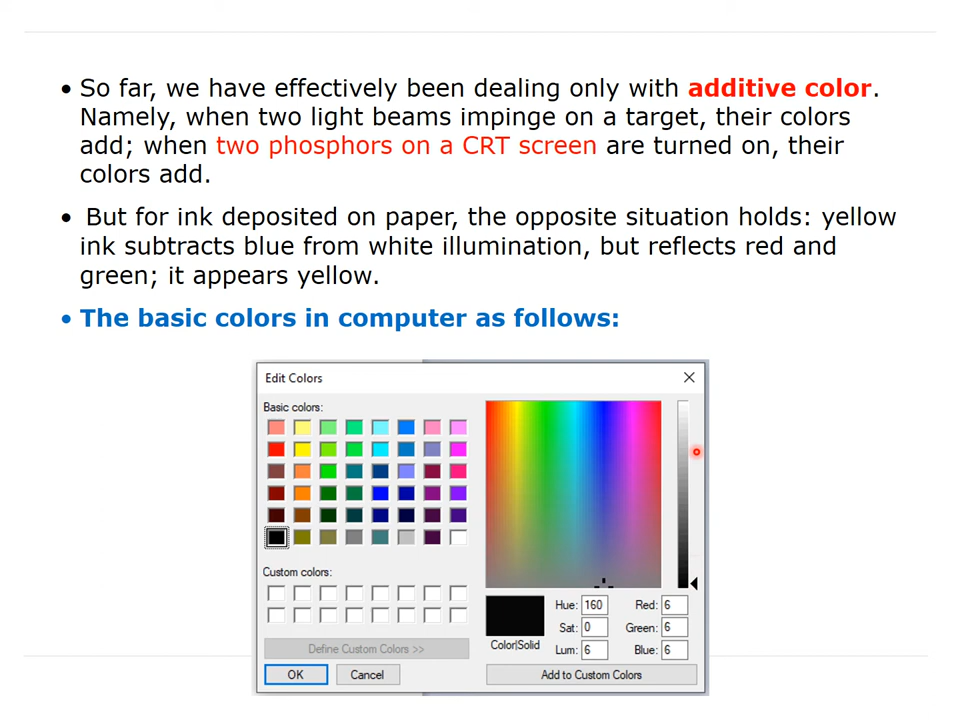 • So far, we have effectively been dealing only with additive color.
Namely, when two light beams impinge on a target, their colors
add; when two phosphors on a CRT screen are turned on, their
colors add.
• But for ink deposited on paper, the opposite situation holds: yellow
ink subtracts blue from white illumination, but reflects red and
green; it appears yellow.
• The basic colors in computer as follows:
Edit Colors
Basic colors:
Custom colors:
Define Custom Colors >>
OK Cancel
Color|Solid
Hue: 160 Red: 6
Sat: 0 Green: 6
Lum: 6 Blue: 6
Add to Custom Colors